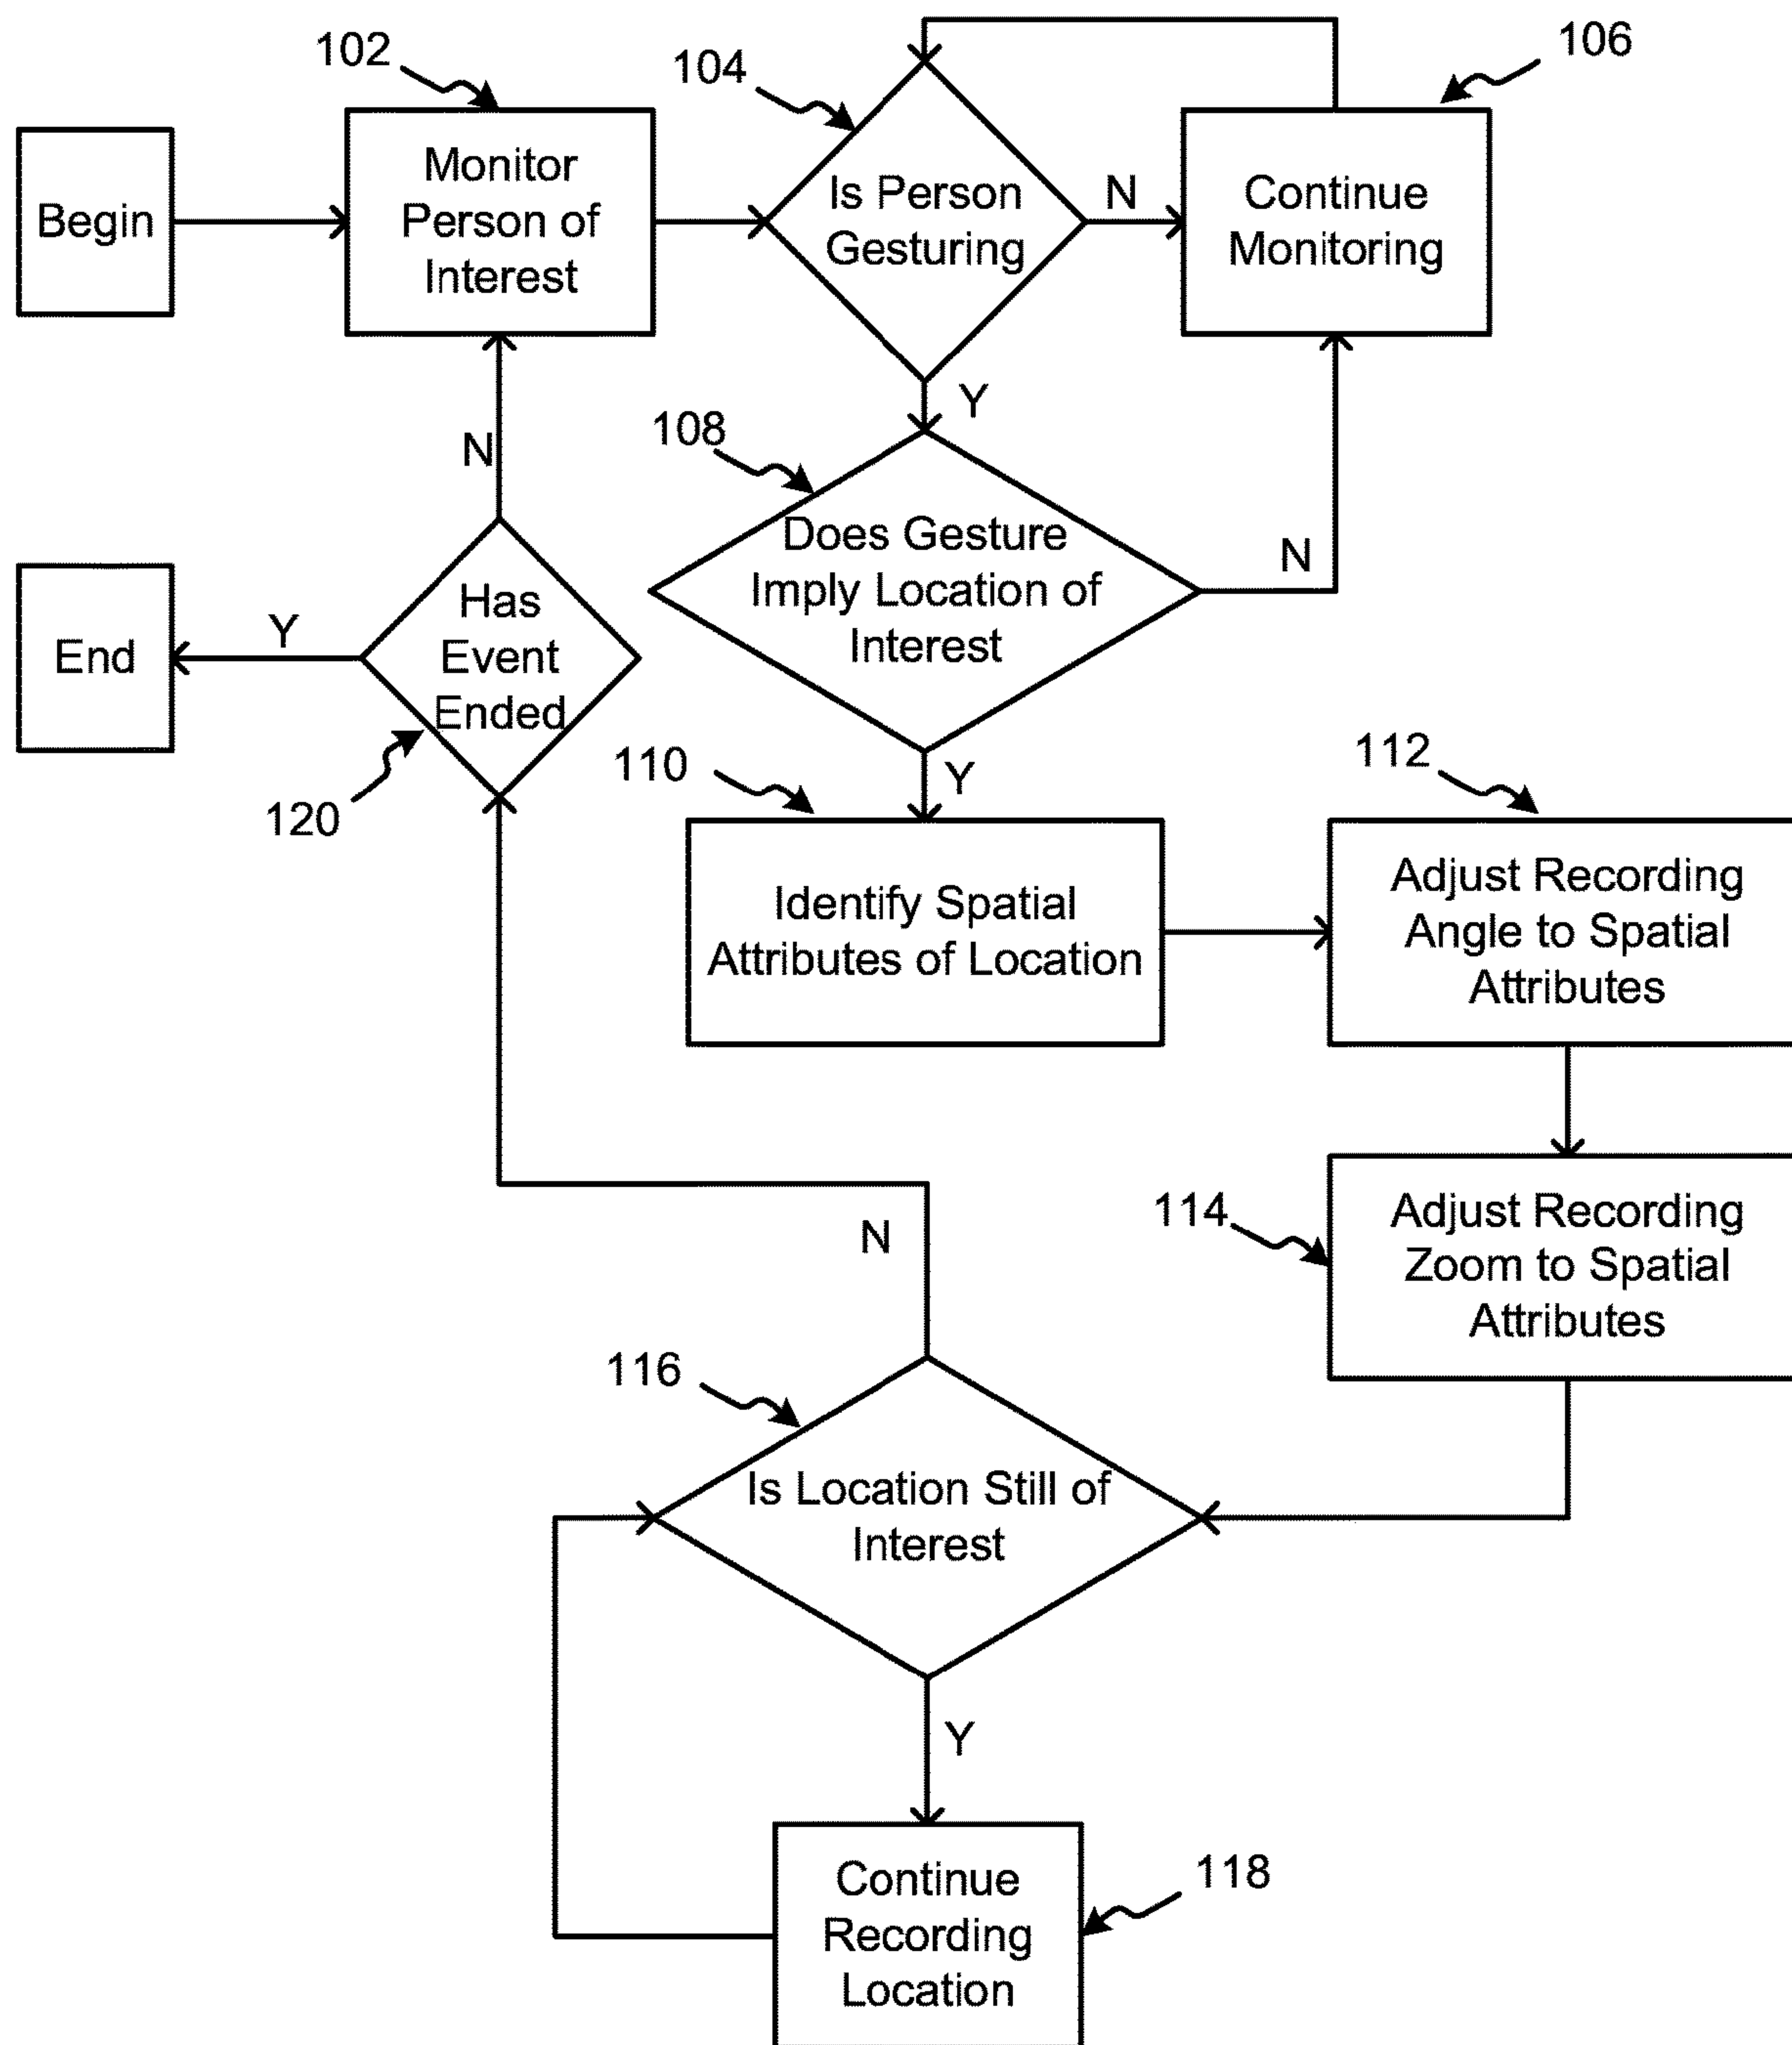 102
104
106
Begin
Monitor
Person of
Interest
Is Person
Gesturing
N
Continue
Monitoring
Y
N
108
Does Gesture
Imply Location of
Interest
N
End
Y
Has
Event
Ended
120
Y
110
112
Identify Spatial
Attributes of Location
Adjust Recording
Angle to Spatial
Attributes
114
Adjust Recording
Zoom to Spatial
Attributes
N
116
Is Location Still of
Interest
Y
Continue
Recording
Location
118